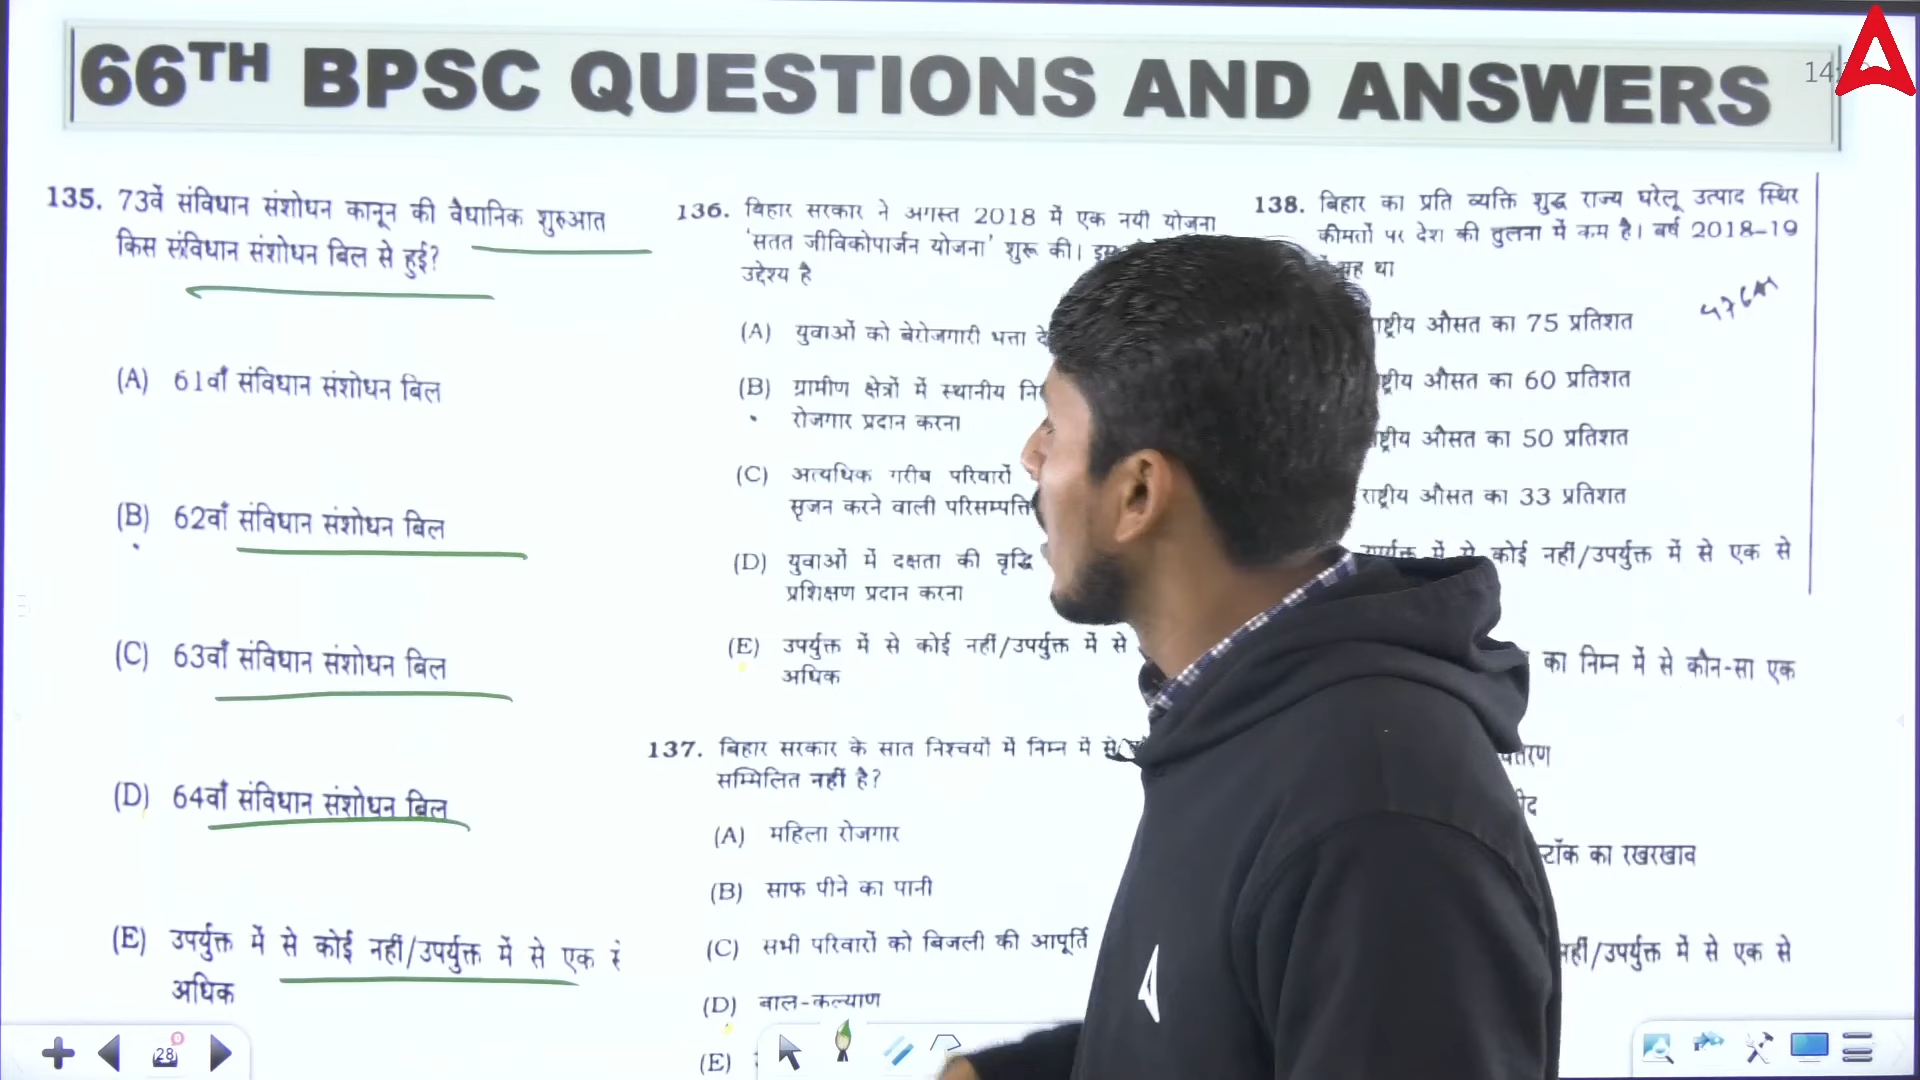 66TH BPSC QUESTIONS AND ANSWERS
135. 73वें संविधान संशोधन कानून की वैधानिक शुरुआत
किस संविधान संशोधन बिल से हुई?
(A) 61वाँ संविधान संशोधन बिल
(B) 62वाँ संविधान संशोधन बिल
(C) 63वाँ संविधान संशोधन बिल
(D) 64वाँ संविधान संशोधन बिल
(E) उपर्युक्त में से कोई नहीं/उपर्युक्त में से एक
अधिक
136. बिहार सरकार ने अगस्त 2018 में एक नयी योजना
'सतत जीविकोपार्जन योजना' शुरू की।
उद्देश्य है
(A) युवाओं को बेरोजगारी भत्ता
(B) ग्रामीण क्षेत्रों में स्थानीय
रोजगार प्रदान करना
(C) अत्यधिक गरीब परिवारों
सृजन करने वाली
(D) युवाओं में दक्षता की वृद्धि
प्रशिक्षण प्रदान करना
(E) उपर्युक्त में से कोई नहीं/उपर्युक्त में से
अधिक
137. बिहार सरकार के सात निश्चयों में निम्न में से
सम्मिलित नहीं है?
(A) महिला रोजगार
(B) साफ पीने का पानी
(C) सभी परिवारों को बिजली की आपूर्ति
(D) बाल-कल्याण
(E)
138. बिहार का प्रति व्यक्ति शुद्ध राज्य घरेलू उत्पाद स्थिर
कीमतों पर देश की तुलना में कम है। वर्ष 2018-19
यह था
औसत का 75 प्रतिशत
औसत का 60 प्रतिशत
औसत का 50 प्रतिशत
राष्ट्रीय औसत का 33 प्रतिशत
में से कोई नहीं/उपर्युक्त में से एक से
का निम्न में से कौन-सा एक
का रखरखाव
नहीं/उपर्युक्त में से एक से
28